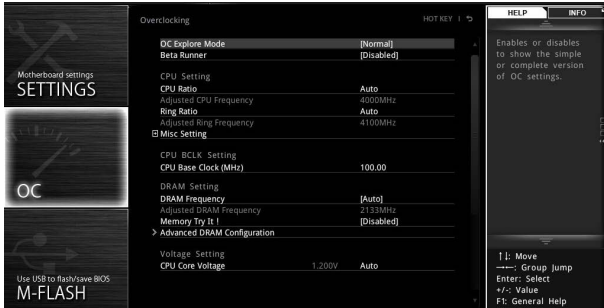 Motherboard settings
SETTINGS
OC
Use USB to flash/save BIOS
M-FLASH
Overclocking
HOT KEY |
OC Explore Mode [Normal]
Beta Runner [Disabled]
CPU Setting
CPU Ratio Auto
Adjusted CPU Frequency 4000MHz
Ring Ratio Auto
Adjusted Ring Frequency 4100MHz
Misc Setting
CPU BCLK Setting
CPU Base Clock (MHz) 100.00
DRAM Setting
DRAM Frequency [Auto]
Adjusted DRAM Frequency 2133MHz
Memory Try It ! [Disabled]
> Advanced DRAM Configuration
Voltage Setting
CPU Core Voltage 1.200V Auto
HELP
INFO
Enables or disables
to show the simple
or complete version
of OC settings.
↑↓: Move
→←: Group Jump
Enter: Select
+/-: Value
F1: General Help